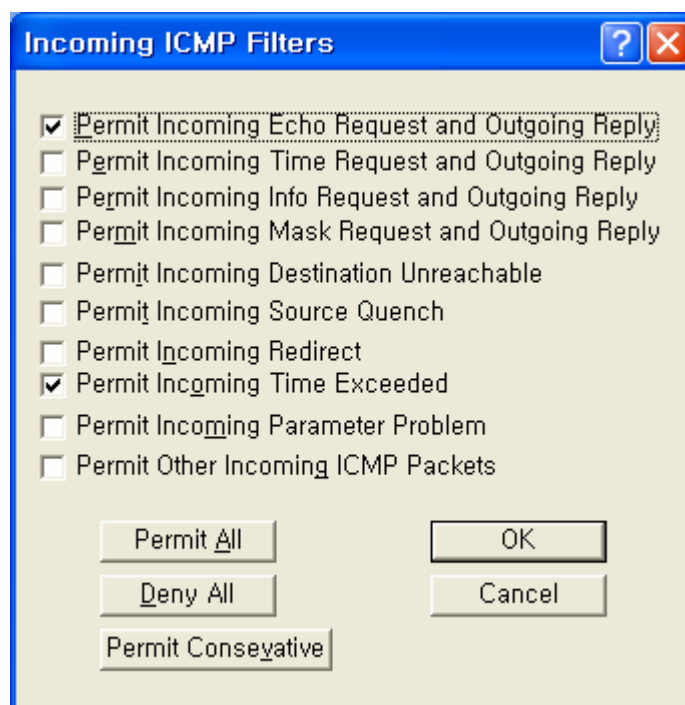 Incoming ICMP Filters
Permit Incoming Echo Request and Outgoing Reply
Permit Incoming Time Request and Outgoing Reply
Permit Incoming Info Request and Outgoing Reply
Permit Incoming Mask Request and Outgoing Reply
Permit Incoming Destination Unreachable
Permit Incoming Source Quench
Permit Incoming Redirect
Permit Incoming Time Exceeded
Permit Incoming Parameter Problem
Permit Other Incoming ICMP Packets
Permit All
OK
Deny All
Cancel
Permit Consevative